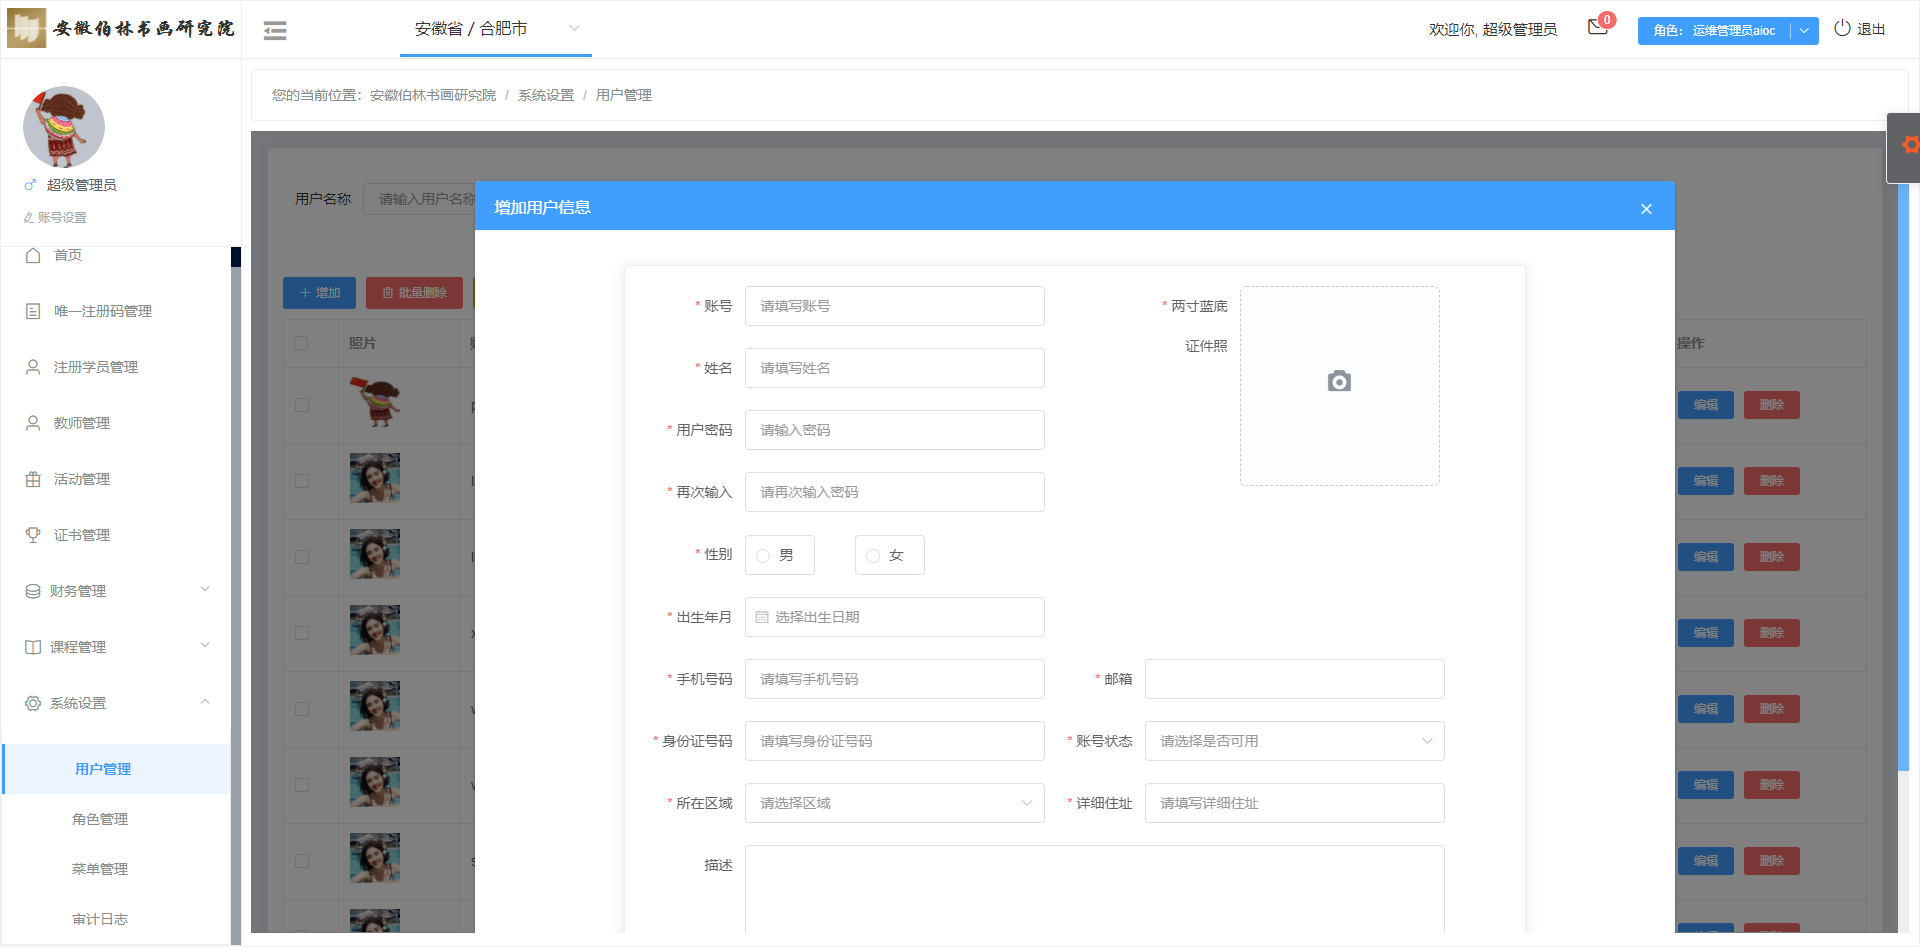 安徽伯林书画研究院
安徽省 / 合肥市
欢迎你, 超级管理员
0
角色： 运维管理员aioc
退出
超级管理员
账号设置
首页
唯一注册码管理
注册学员管理
教师管理
活动管理
证书管理
财务管理
课程管理
系统设置
用户管理
角色管理
菜单管理
审计日志
您的当前位置：安徽伯林书画研究院 / 系统设置 / 用户管理
用户名称 请输入用户名称
增加 批量删除
照片
操作
编辑 删除
编辑 删除
编辑 删除
编辑 删除
编辑 删除
编辑 删除
编辑 删除
增加用户信息
* 账号 请填写账号
* 两寸蓝底
证件照
* 姓名 请填写姓名
* 用户密码 请输入密码
* 再次输入 请再次输入密码
* 性别 男 女
* 出生年月 选择出生日期
* 手机号码 请填写手机号码
* 邮箱
* 身份证号码 请填写身份证号码
* 账号状态 请选择是否可用
* 所在区域 请选择区域
* 详细住址 请填写详细住址
描述